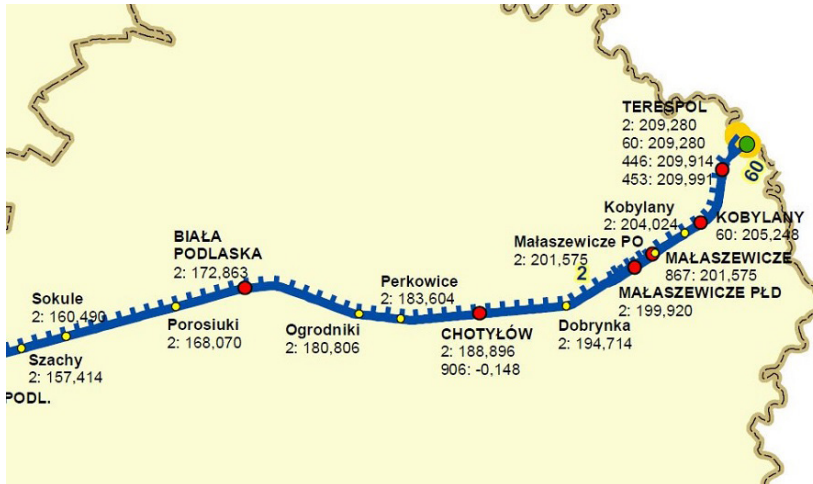 TERESPOL
2: 209,280
60: 209,280
446: 209,914
453: 209,991
60
Kobylany
2: 204,024
KOBYLANY
60: 205,248
BIAŁA
PODLASKA
2: 172,863
Małaszewicze PO
2: 201,575
MAŁASZEWICZE
867: 201,575
2
Perkowice
2: 183,604
MAŁASZEWICZE PŁD
2: 199,920
Sokule
2: 160,490
Porosiuki
2: 168,070
Ogrodniki
2: 180,806
CHOTYŁÓW
2: 188,896
906: -0,148
Dobrynka
2: 194,714
Szachy
2: 157,414
PODL.